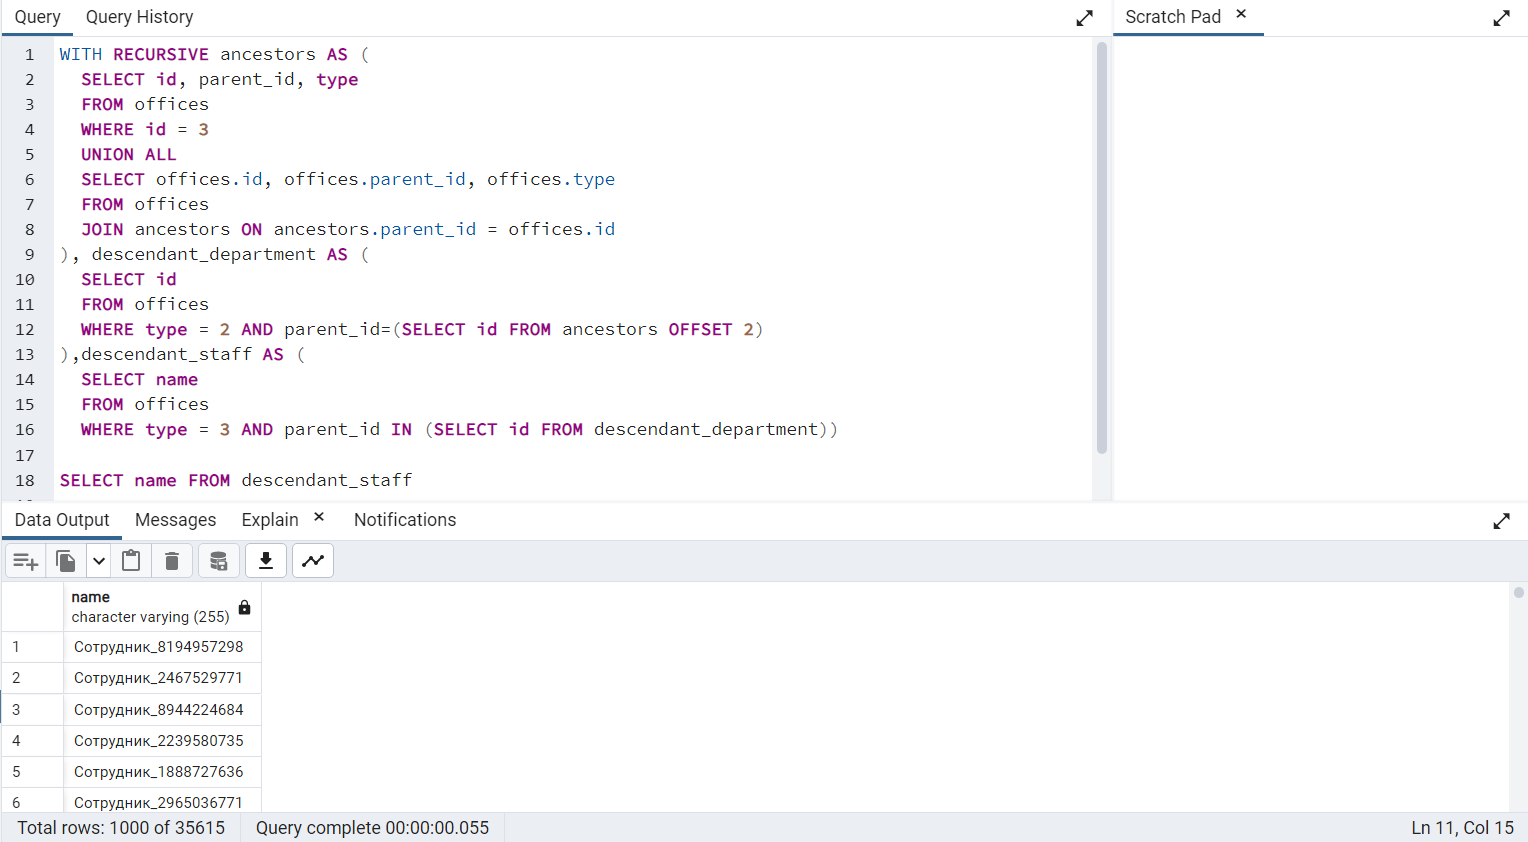 Query Query History Scratch Pad ×
1 WITH RECURSIVE ancestors AS (
2 SELECT id, parent_id, type
3 FROM offices
4 WHERE id = 3
5 UNION ALL
6 SELECT offices.id, offices.parent_id, offices.type
7 FROM offices
8 JOIN ancestors ON ancestors.parent_id = offices.id
9 ), descendant_department AS (
10 SELECT id
11 FROM offices
12 WHERE type = 2 AND parent_id=(SELECT id FROM ancestors OFFSET 2)
13 ),descendant_staff AS (
14 SELECT name
15 FROM offices
16 WHERE type = 3 AND parent_id IN (SELECT id FROM descendant_department))
17
18 SELECT name FROM descendant_staff
Data Output Messages Explain × Notifications
name
character varying (255)
1 Сотрудник_8194957298
2 Сотрудник_2467529771
3 Сотрудник_8944224684
4 Сотрудник_2239580735
5 Сотрудник_1888727636
6 Сотрудник_2965036771
Total rows: 1000 of 35615 Query complete 00:00:00.055 Ln 11, Col 15